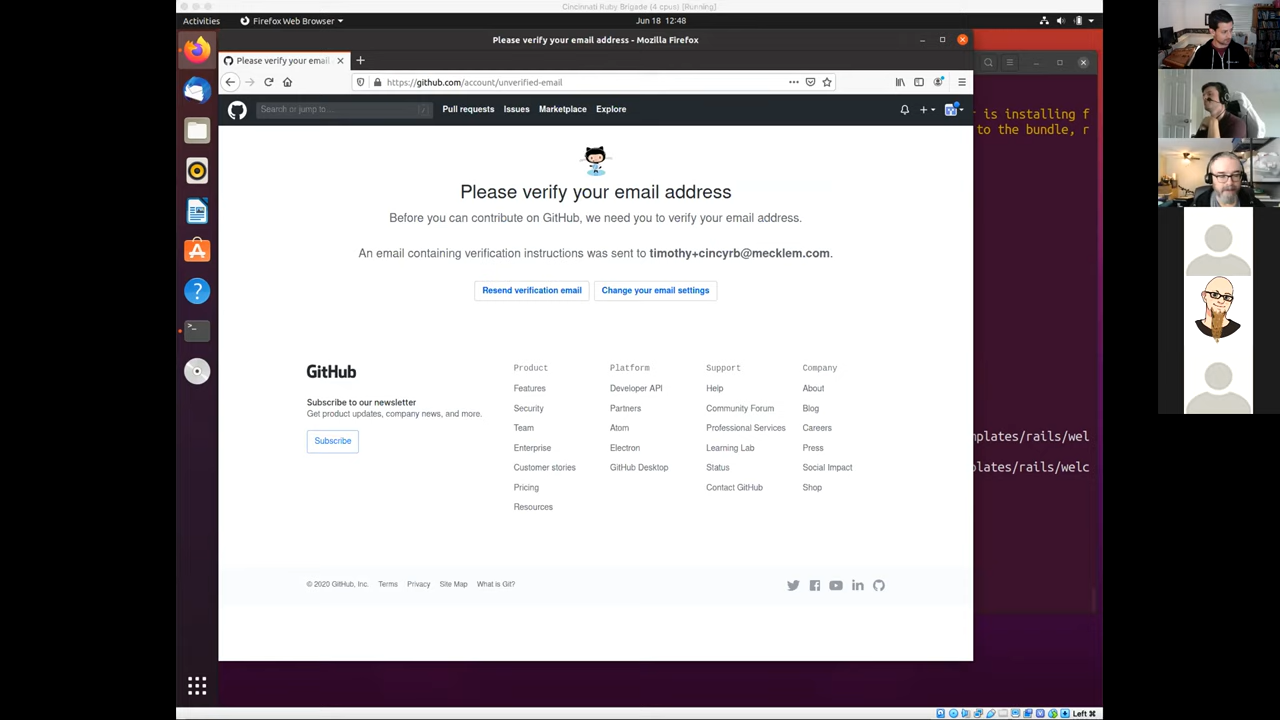 Cincinnati Ruby Brigade (4 cpus) [Running]
Activities
Firefox Web Browser
Jun 18 12:48
Please verify your email address - Mozilla Firefox
Please verify your email
https://github.com/account/unverified-email
Search or jump to...
/
Pull requests
Issues
Marketplace
Explore
Please verify your email address
Before you can contribute on GitHub, we need you to verify your email address.
An email containing verification instructions was sent to timothy+cincyrb@mecklem.com.
Resend verification email
Change your email settings
GitHub
Subscribe to our newsletter
Get product updates, company news, and more.
Subscribe
Product
Features
Security
Team
Enterprise
Customer stories
Pricing
Resources
Platform
Developer API
Partners
Atom
Electron
GitHub Desktop
Support
Help
Community Forum
Professional Services
Learning Lab
Status
Contact GitHub
Company
About
Blog
Careers
Press
Social Impact
Shop
© 2020 GitHub, Inc.
Terms
Privacy
Site Map
What is Git?
r is installing f
to the bundle, r
mplates/rails/wel
plates/rails/welc
Left ⌘